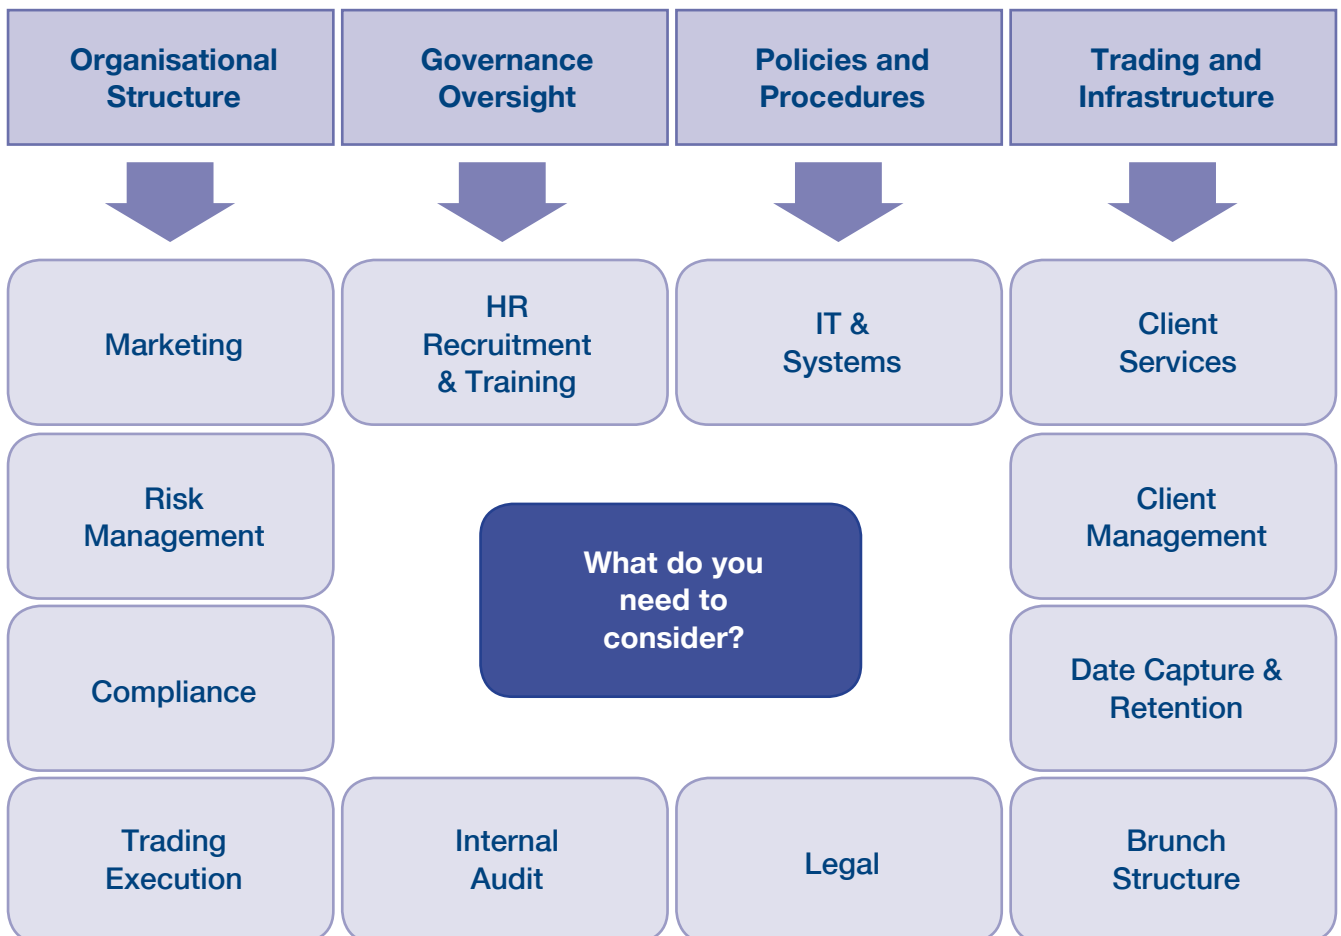 Organisational
Structure
Governance
Oversight
Policies and
Procedures
Trading and
Infrastructure
Marketing
HR
Recruitment
& Training
IT &
Systems
Client
Services
Risk
Management
What do you
need to
consider?
Client
Management
Compliance
Date Capture &
Retention
Trading
Execution
Internal
Audit
Legal
Brunch
Structure